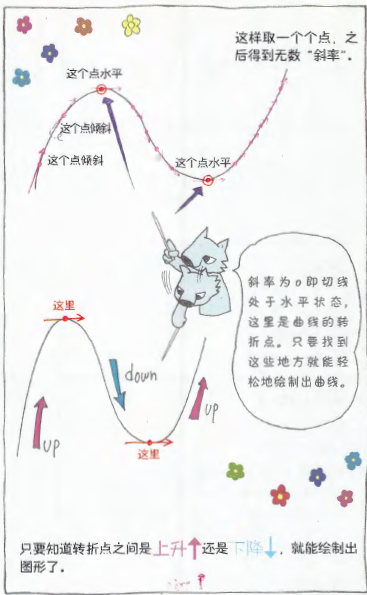 这样取一个个点，之
后得到无数“斜率”。
这个点水平
这个点倾斜
这个点倾斜
这个点水平
斜率为0即切线
处于水平状态，
这里是曲线的转
折点。只要找到
这些地方就能轻
松地绘制出曲线。
这里
down
up
up
这里
只要知道转折点之间是上升↑还是下降↓，就能绘制出
图形了。